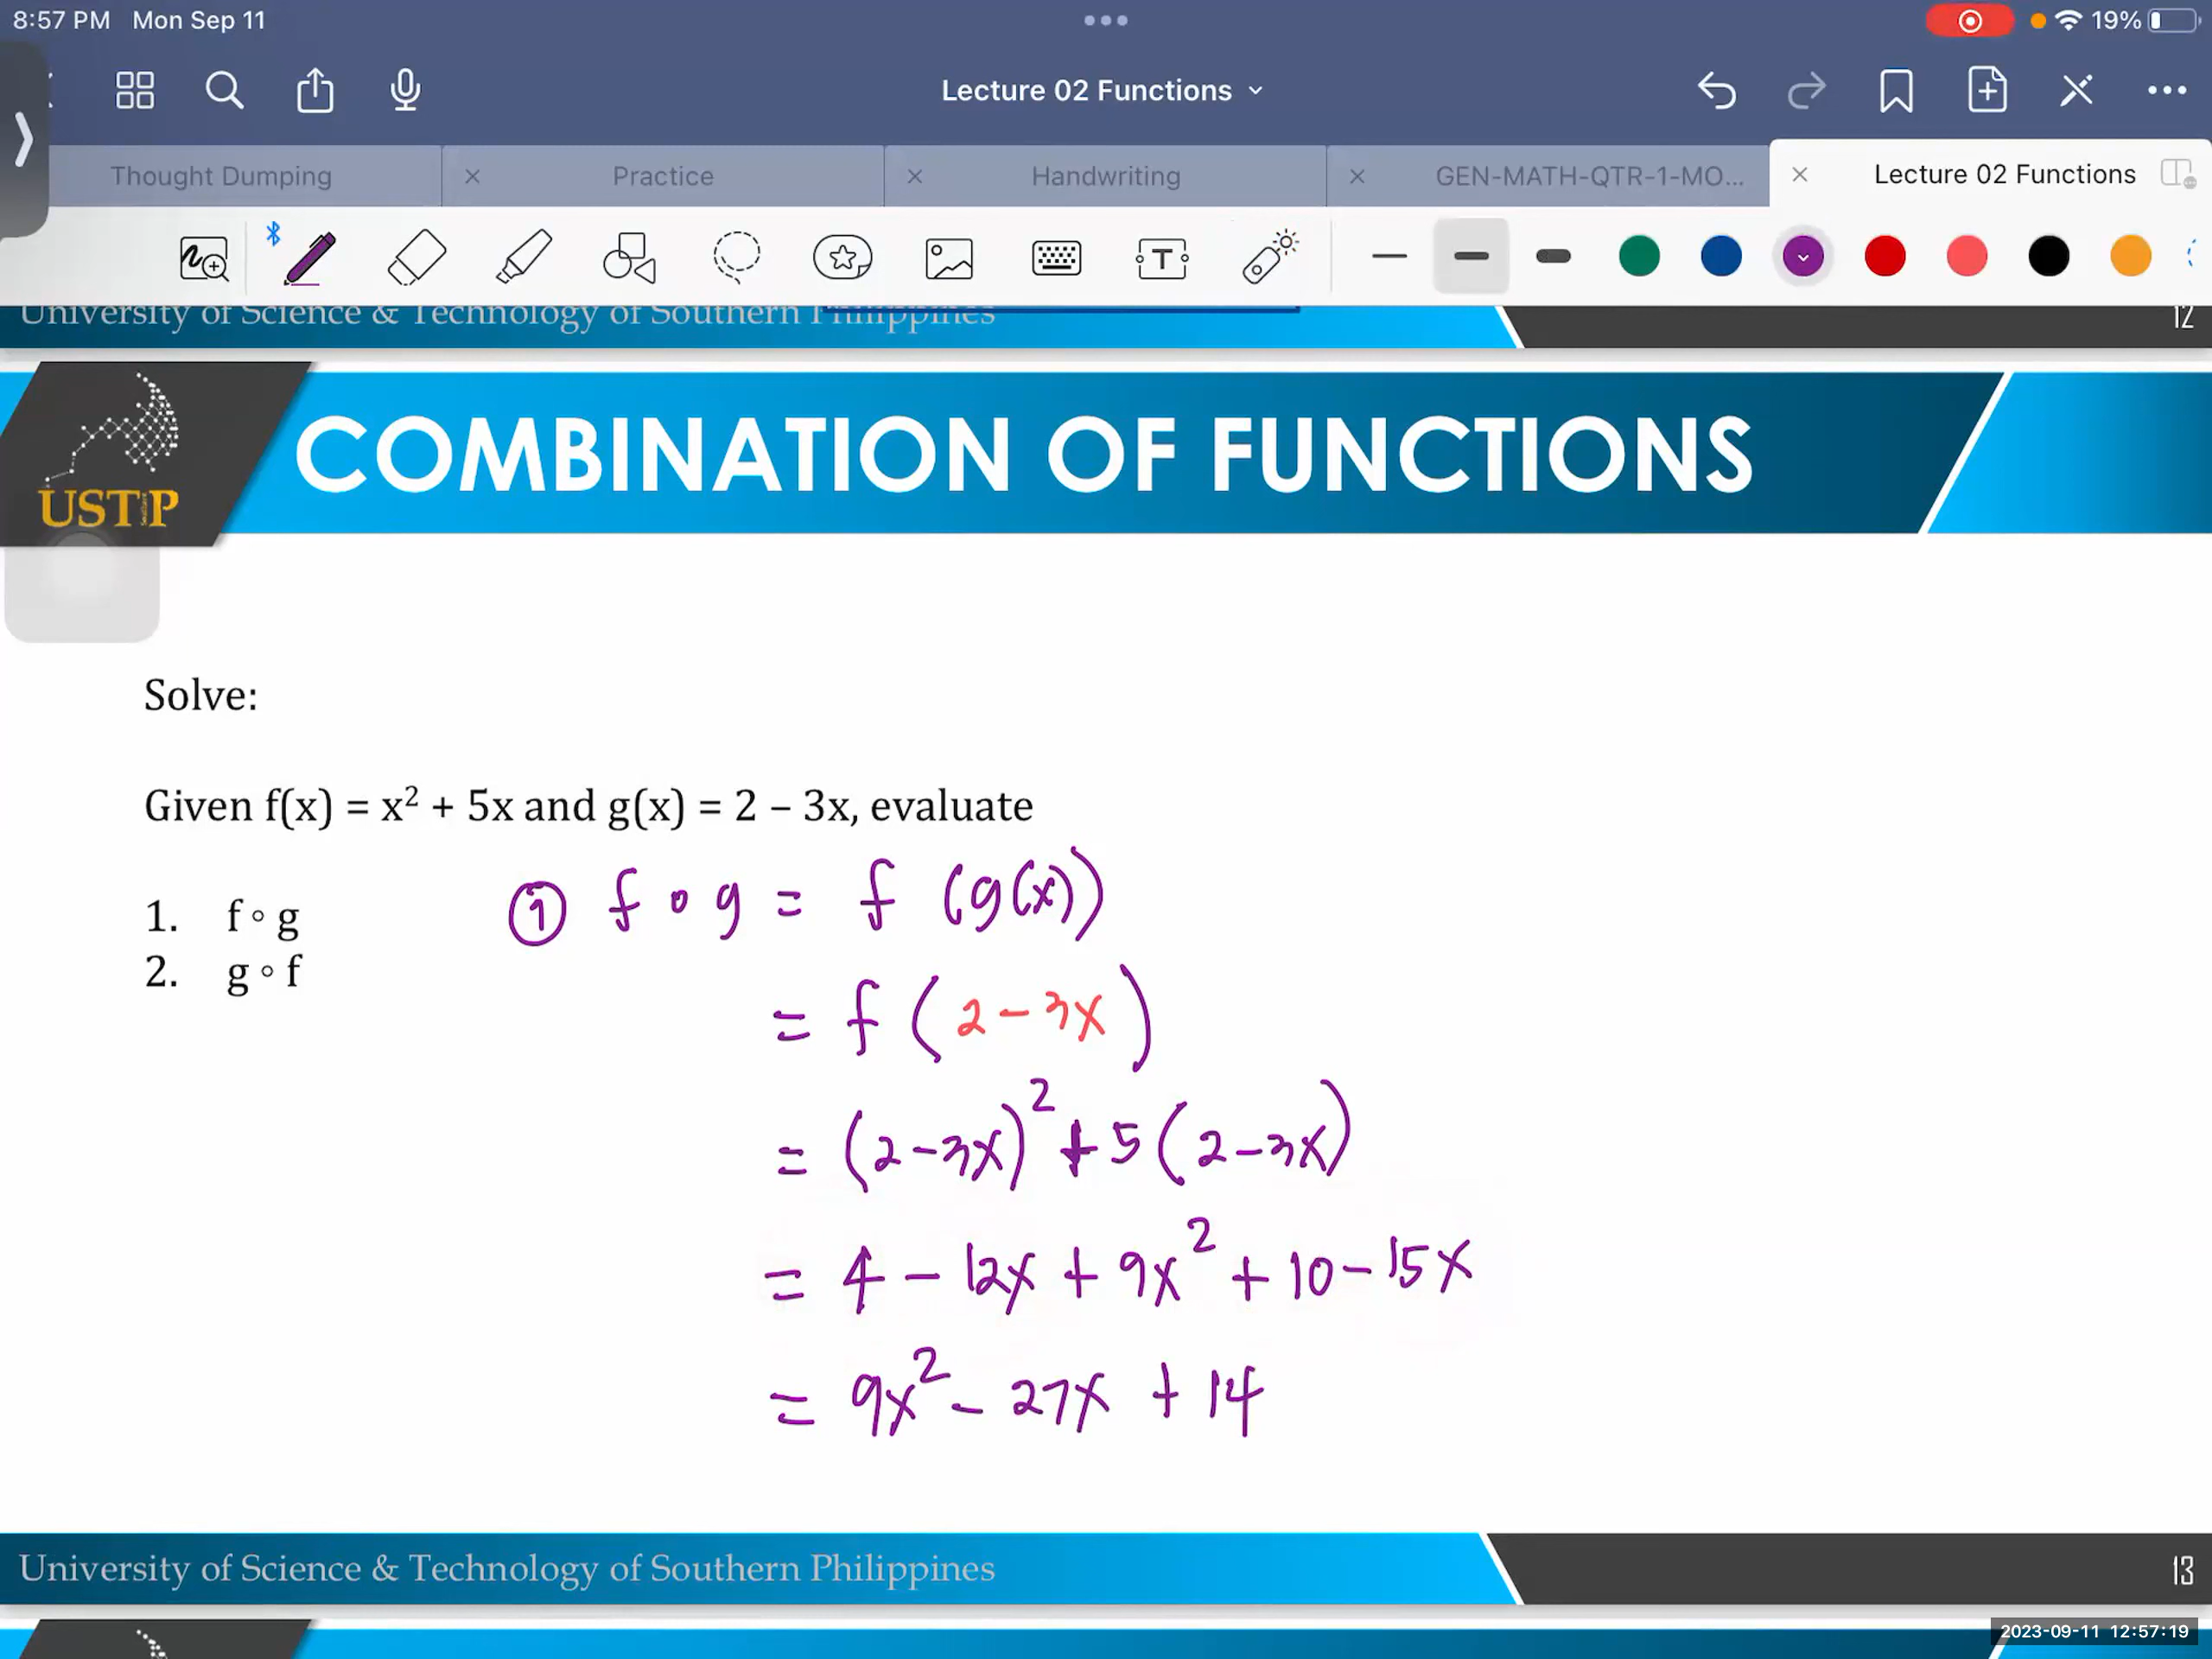 8:57 PM Mon Sep 11
19%
Lecture 02 Functions
Thought Dumping
Practice
Handwriting
GEN-MATH-QTR-1-MO...
Lecture 02 Functions
University of Science & Technology of Southern Philippines
12
USTP
COMBINATION OF FUNCTIONS
Solve:
Given f(x) = x² + 5x and g(x) = 2 – 3x, evaluate
1. f ∘ g
2. g ∘ f
① f ∘ g = f (g(x))
= f (2 - 3x)
= (2-3x)² + 5 (2-3x)
= 4 - 12x + 9x² + 10 - 15x
= 9x² - 27x + 14
University of Science & Technology of Southern Philippines
13
2023-09-11 12:57:19